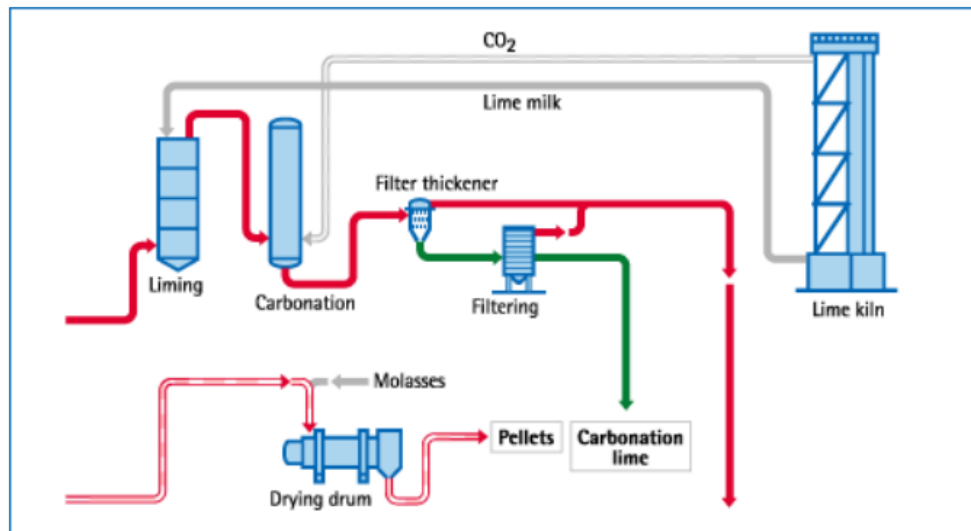 CO₂
Lime milk
Filter thickener
Liming
Carbonation
Filtering
Lime kiln
Molasses
Pellets
Carbonation
lime
Drying drum